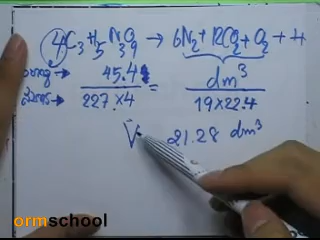 4C3H5N3O9 → 6N2 + 12CO2 + O2 + H
→ 45.4 = dm³
→ 227 × 4 19 × 22.4
V 21.28 dm³
ormschool